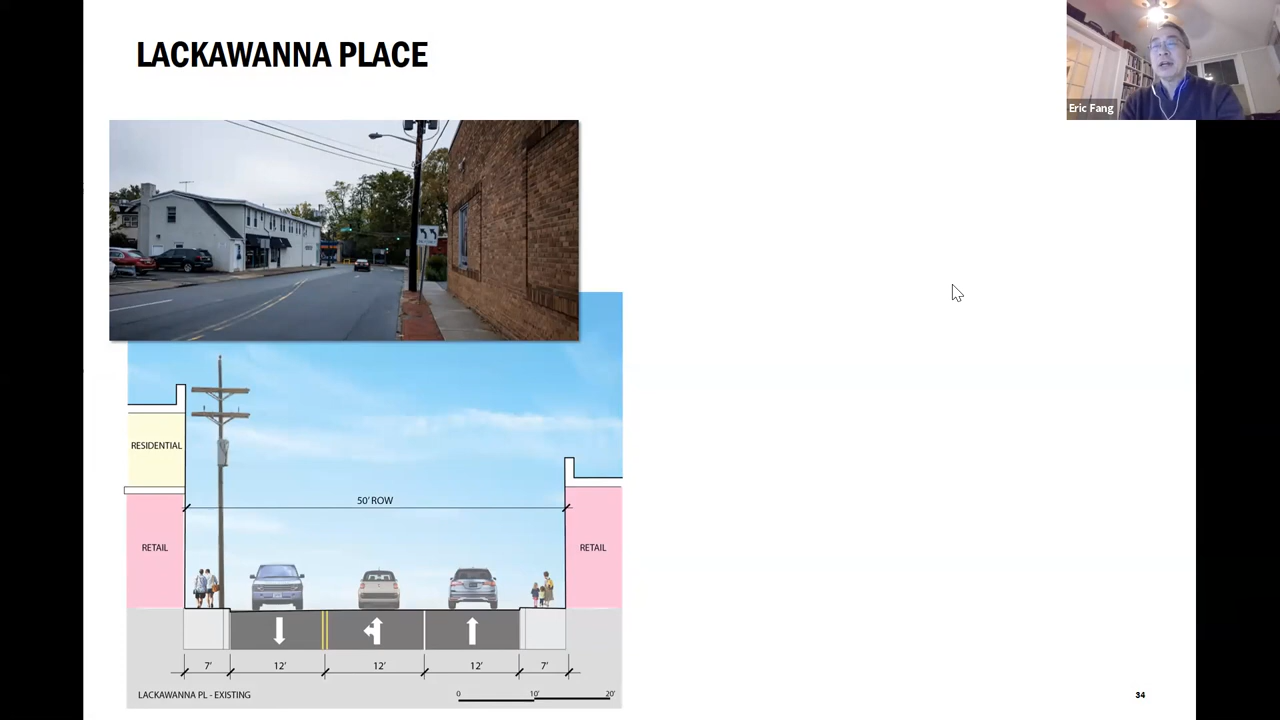 LACKAWANNA PLACE
Eric Fang
RESIDENTIAL
50' ROW
RETAIL
RETAIL
7'
12'
12'
12'
7'
LACKAWANNA PL - EXISTING
0
10'
20'
34